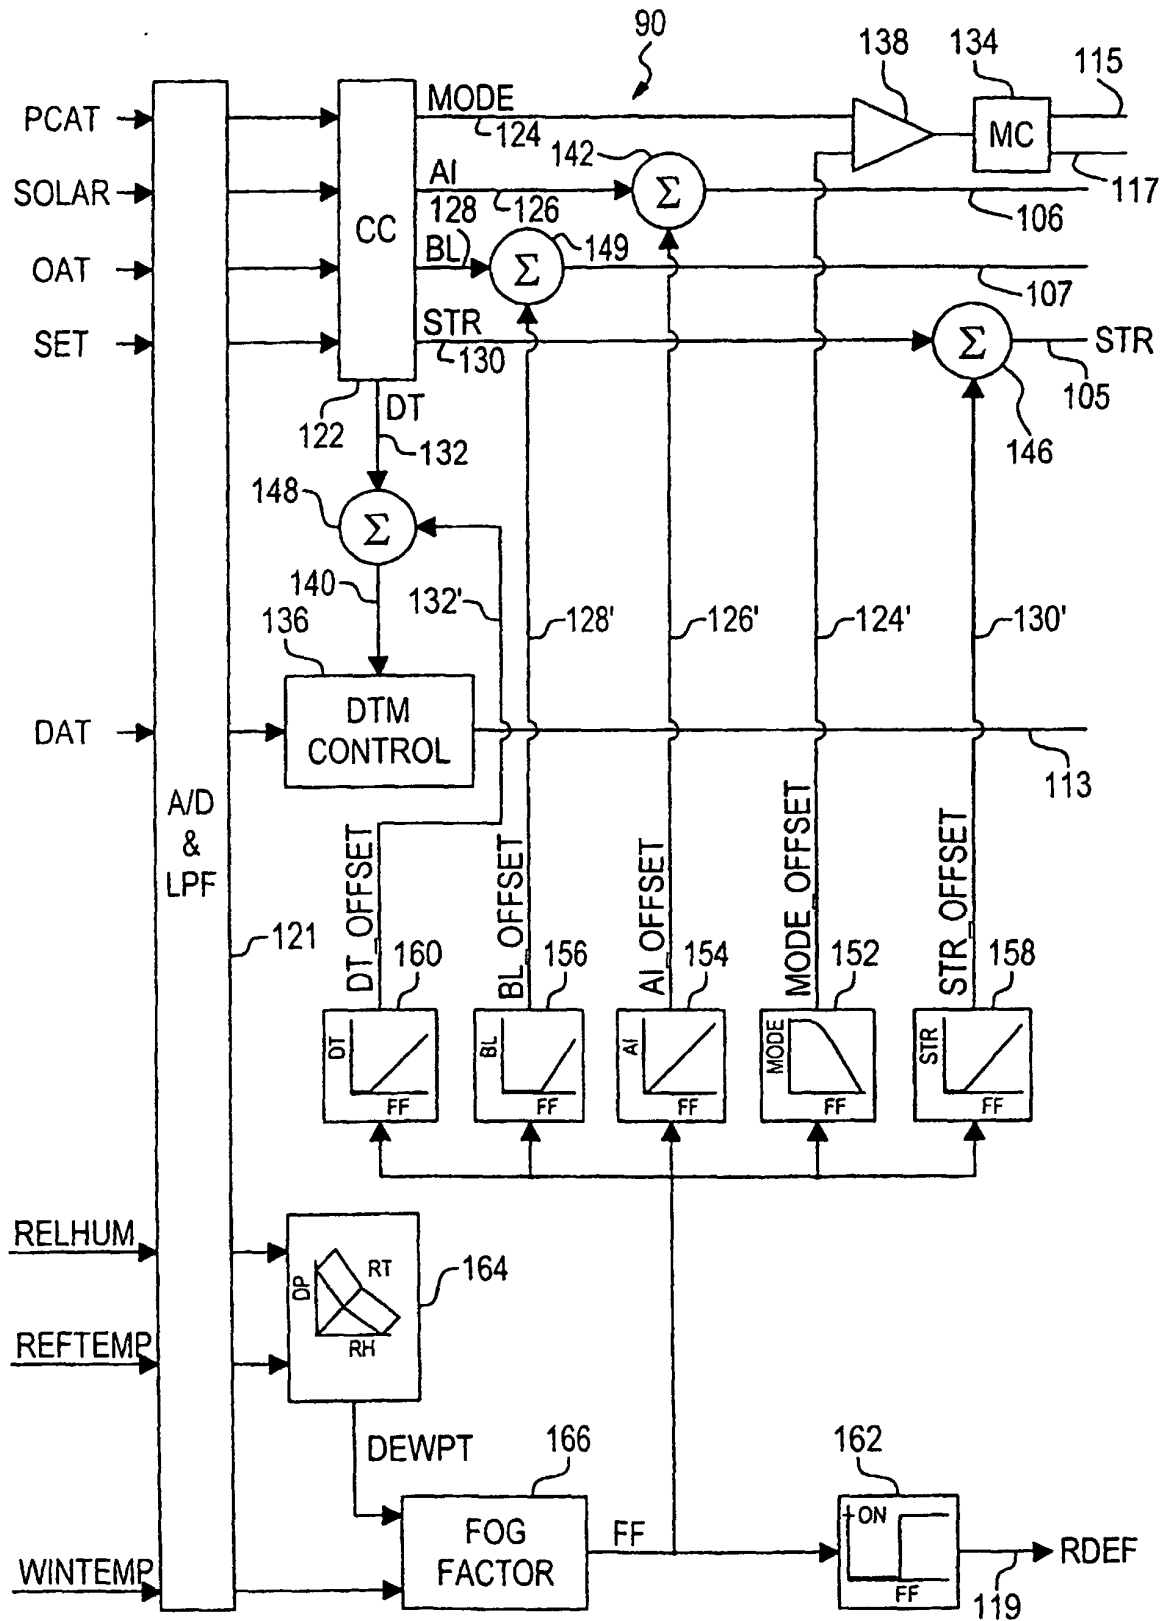 90
138
134
115
PCAT
MODE
124
MC
142
117
SOLAR
AI
126
Σ
106
128
CC
OAT
BL
149
Σ
107
SET
STR
130
Σ
STR
105
DT
122
132
146
148
Σ
140
132'
128'
126'
124'
130'
136
DAT
DTM
CONTROL
113
A/D
&
LPF
121
DT_OFFSET
BL_OFFSET
AI_OFFSET
MODE_OFFSET
STR_OFFSET
160
156
154
152
158
DT
FF
BL
FF
AI
FF
MODE
FF
STR
FF
RELHUM
RT
DP
RH
164
REFTEMP
DEWPT
166
162
FOG
FACTOR
FF
ON
FF
RDEF
119
WINTEMP